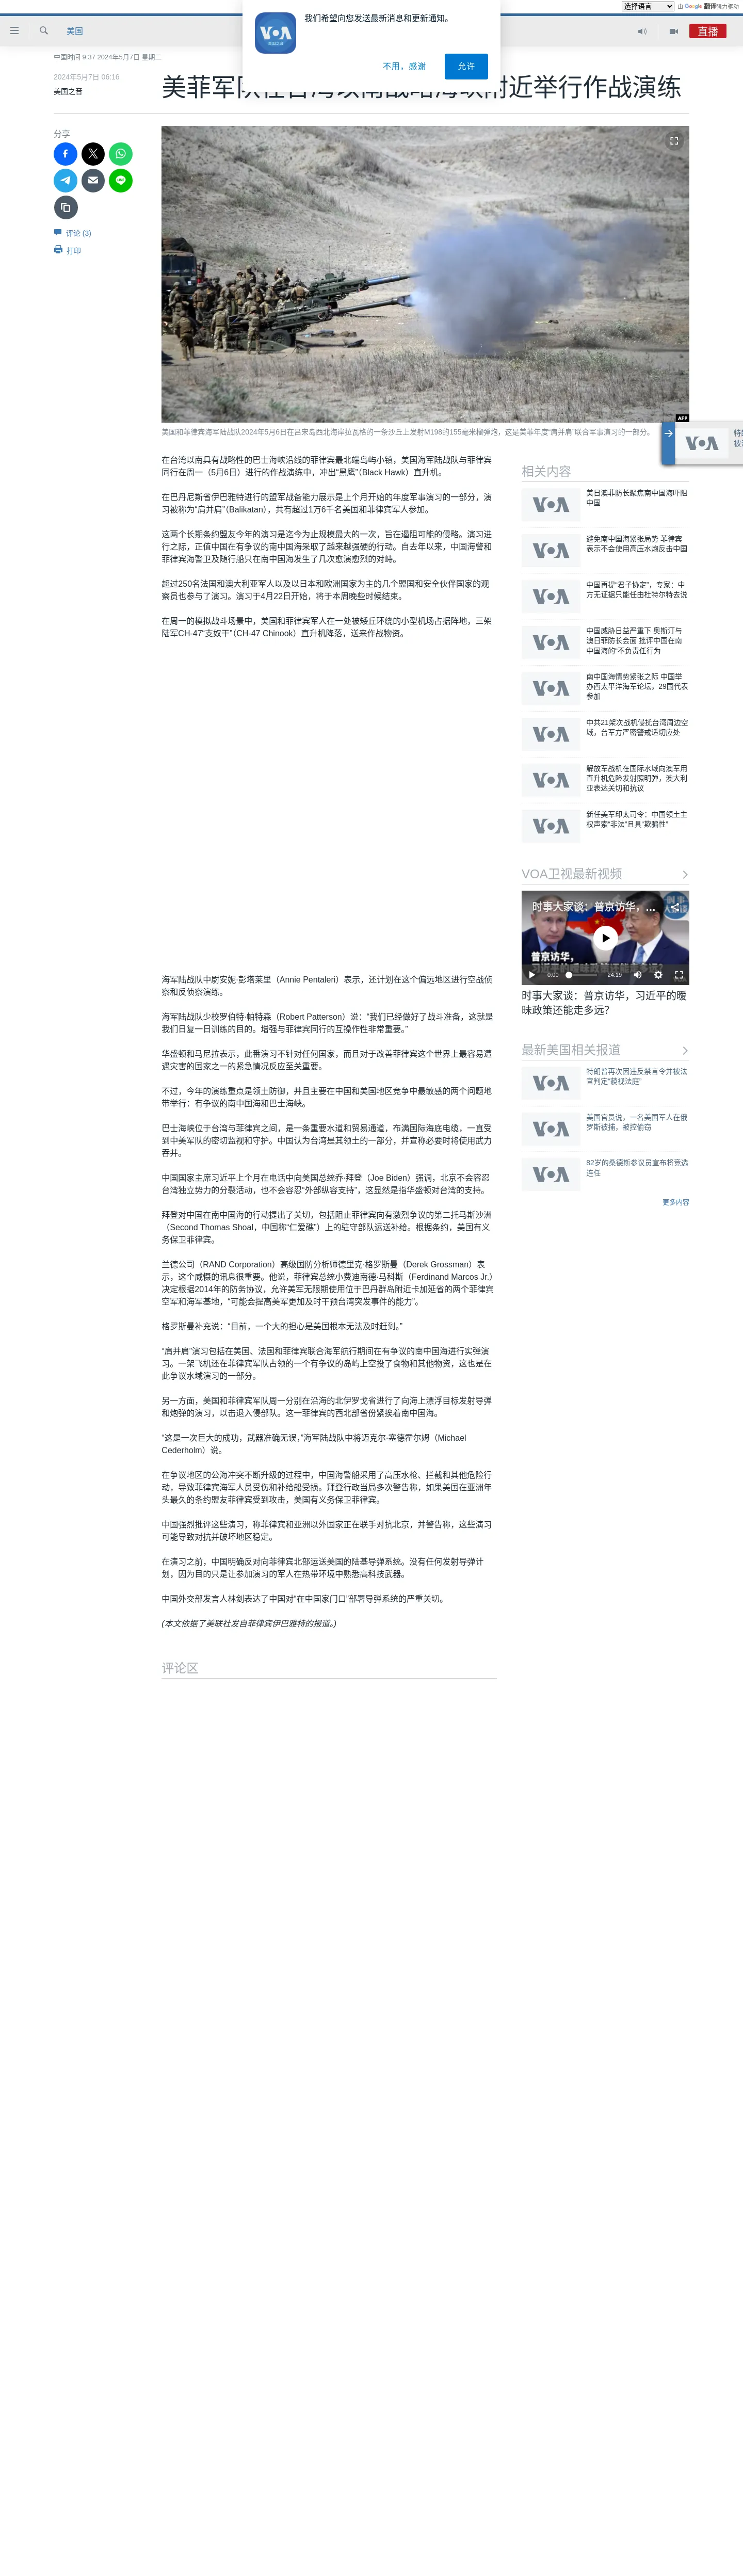 选择语言
由 Google 翻译强力驱动
VOA
美国之音
我们希望向您发送最新消息和更新通知。
不用，感谢
允许
美国
直播
中国时间 9:37 2024年5月7日 星期二
2024年5月7日 06:16
美国之音
美菲军队在台湾以南战略海峡附近举行作战演练
分享
评论 (3)
打印
AFP
美国和菲律宾海军陆战队2024年5月6日在吕宋岛西北海岸拉瓦格的一条沙丘上发射M198的155毫米榴弹炮，这是美菲年度“肩并肩”联合军事演习的一部分。
在台湾以南具有战略性的巴士海峡沿线的菲律宾最北端岛屿小镇，美国海军陆战队与菲律宾
同行在周一（5月6日）进行的作战演练中，冲出“黑鹰”（Black Hawk）直升机。
在巴丹尼斯省伊巴雅特进行的盟军战备能力展示是上个月开始的年度军事演习的一部分，演
习被称为“肩并肩”（Balikatan），共有超过1万6千名美国和菲律宾军人参加。
这两个长期条约盟友今年的演习是迄今为止规模最大的一次，旨在遏阻可能的侵略。演习进
行之际，正值中国在有争议的南中国海采取了越来越强硬的行动。自去年以来，中国海警和
菲律宾海警卫及随行船只在南中国海发生了几次愈演愈烈的对峙。
超过250名法国和澳大利亚军人以及以日本和欧洲国家为主的几个盟国和安全伙伴国家的观
察员也参与了演习。演习于4月22日开始，将于本周晚些时候结束。
在周一的模拟战斗场景中，美国和菲律宾军人在一处被矮丘环绕的小型机场占据阵地，三架
陆军CH-47“支奴干”（CH-47 Chinook）直升机降落，送来作战物资。
海军陆战队中尉安妮·彭塔莱里（Annie Pentaleri）表示，还计划在这个偏远地区进行空战侦
察和反侦察演练。
海军陆战队少校罗伯特·帕特森（Robert Patterson）说：“我们已经做好了战斗准备，这就是
我们日复一日训练的目的。增强与菲律宾同行的互操作性非常重要。”
华盛顿和马尼拉表示，此番演习不针对任何国家，而且对于改善菲律宾这个世界上最容易遭
遇灾害的国家之一的紧急情况反应至关重要。
不过，今年的演练重点是领土防御，并且主要在中国和美国地区竞争中最敏感的两个问题地
带举行：有争议的南中国海和巴士海峡。
巴士海峡位于台湾与菲律宾之间，是一条重要水道和贸易通道，布满国际海底电缆，一直受
到中美军队的密切监视和守护。中国认为台湾是其领土的一部分，并宣称必要时将使用武力
吞并。
中国国家主席习近平上个月在电话中向美国总统乔·拜登（Joe Biden）强调，北京不会容忍
台湾独立势力的分裂活动，也不会容忍“外部纵容支持”，这显然是指华盛顿对台湾的支持。
拜登对中国在南中国海的行动提出了关切，包括阻止菲律宾向有激烈争议的第二托马斯沙洲
（Second Thomas Shoal，中国称“仁爱礁”）上的驻守部队运送补给。根据条约，美国有义
务保卫菲律宾。
兰德公司（RAND Corporation）高级国防分析师德里克·格罗斯曼（Derek Grossman）表
示，这个威慑的讯息很重要。他说，菲律宾总统小费迪南德·马科斯（Ferdinand Marcos Jr.）
决定根据2014年的防务协议，允许美军无限期使用位于巴丹群岛附近卡加延省的两个菲律宾
空军和海军基地，“可能会提高美军更加及时干预台湾突发事件的能力”。
格罗斯曼补充说：“目前，一个大的担心是美国根本无法及时赶到。”
“肩并肩”演习包括在美国、法国和菲律宾联合海军航行期间在有争议的南中国海进行实弹演
习。一架飞机还在菲律宾军队占领的一个有争议的岛屿上空投了食物和其他物资，这也是在
此争议水域演习的一部分。
另一方面，美国和菲律宾军队周一分别在沿海的北伊罗戈省进行了向海上漂浮目标发射导弹
和炮弹的演习，以击退入侵部队。这一菲律宾的西北部省份紧挨着南中国海。
“这是一次巨大的成功，武器准确无误，”海军陆战队中将迈克尔·塞德霍尔姆（Michael
Cederholm）说。
在争议地区的公海冲突不断升级的过程中，中国海警船采用了高压水枪、拦截和其他危险行
动，导致菲律宾海军人员受伤和补给船受损。拜登行政当局多次警告称，如果美国在亚洲年
头最久的条约盟友菲律宾受到攻击，美国有义务保卫菲律宾。
中国强烈批评这些演习，称菲律宾和亚洲以外国家正在联手对抗北京，并警告称，这些演习
可能导致对抗并破坏地区稳定。
在演习之前，中国明确反对向菲律宾北部运送美国的陆基导弹系统。没有任何发射导弹计
划，因为目的只是让参加演习的军人在热带环境中熟悉高科技武器。
中国外交部发言人林剑表达了中国对“在中国家门口”部署导弹系统的严重关切。
(本文依据了美联社发自菲律宾伊巴雅特的报道。)
评论区
相关内容
VOA
美日澳菲防长聚焦南中国海吓阻
中国
VOA
避免南中国海紧张局势 菲律宾
表示不会使用高压水炮反击中国
VOA
中国再提“君子协定”，专家：中
方无证据只能任由杜特尔特去说
VOA
中国威胁日益严重下 奥斯汀与
澳日菲防长会面 批评中国在南
中国海的“不负责任行为
VOA
南中国海情势紧张之际 中国举
办西太平洋海军论坛，29国代表
参加
VOA
中共21架次战机侵扰台湾周边空
域，台军方严密警戒适切应处
VOA
解放军战机在国际水域向澳军用
直升机危险发射照明弹，澳大利
亚表达关切和抗议
VOA
新任美军印太司令：中国领土主
权声索“非法”且具“欺骗性”
VOA卫视最新视频
时事大家谈：普京访华，...
普京访华，
0:00
24:19
时事大家谈：普京访华，习近平的暧
昧政策还能走多远？
最新美国相关报道
VOA
特朗普再次因违反禁言令并被法
官判定“藐视法庭”
VOA
美国官员说，一名美国军人在俄
罗斯被捕，被控偷窃
VOA
82岁的桑德斯参议员宣布将竞选
连任
更多内容
VOA